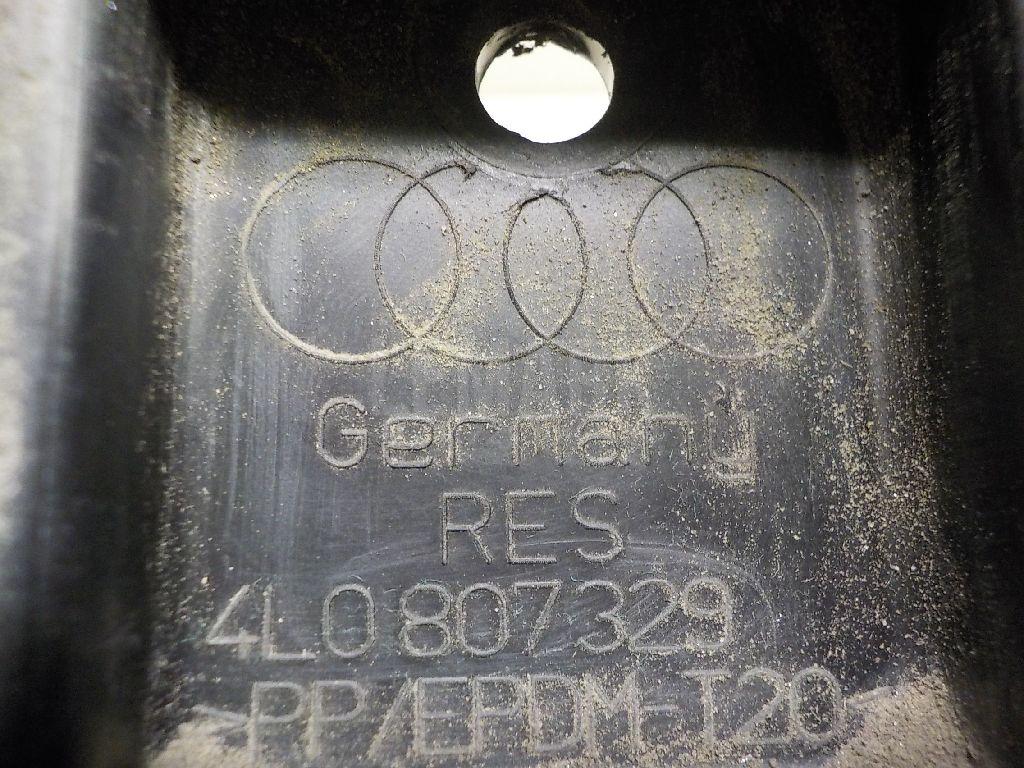 Germany
RES
4L0 807 329
PP/EPDM-T20